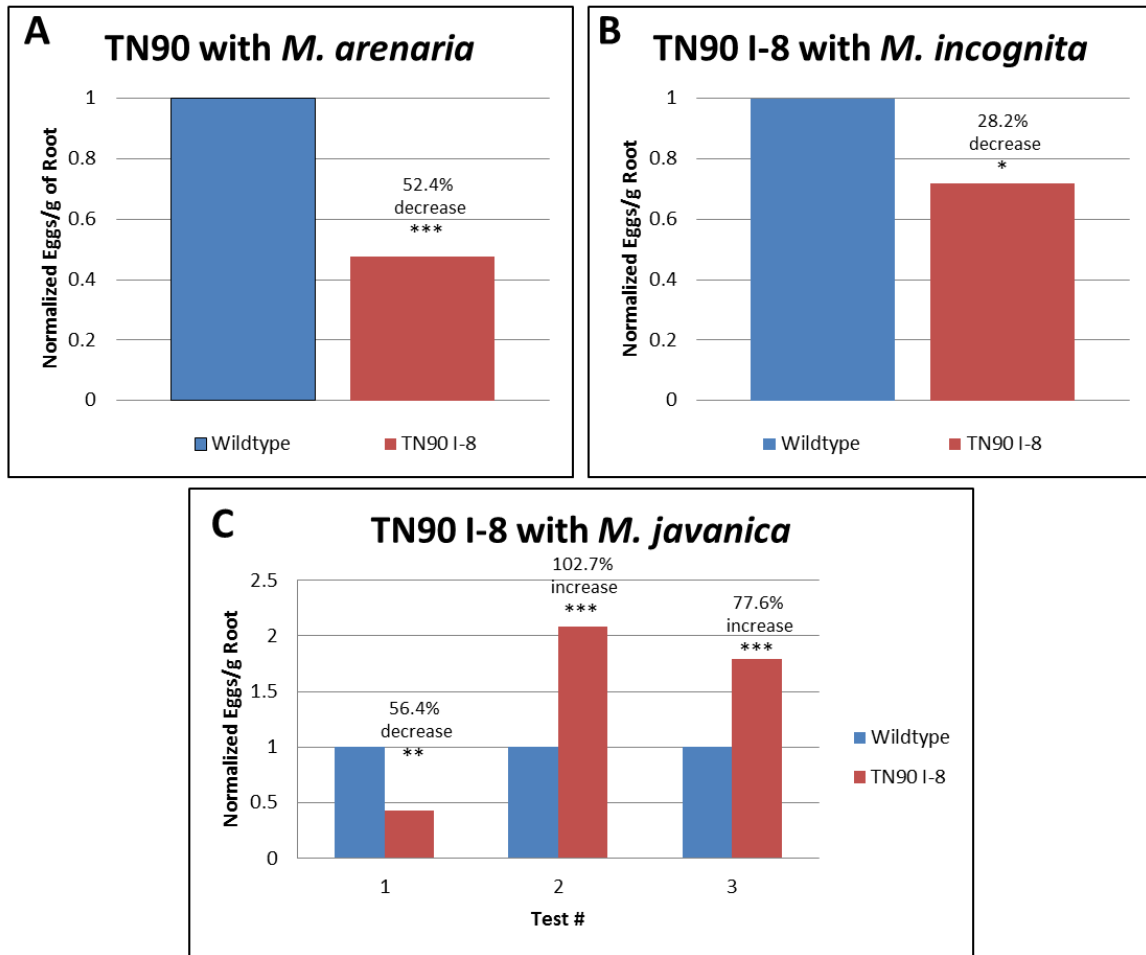 A
TN90 with M. arenaria
Normalized Eggs/g of Root
1
0.8
0.6
0.4
0.2
0
52.4%
decrease
***
Wildtype
TN90 I-8
B
TN90 I-8 with M. incognita
Normalized Eggs/g Root
1
0.8
0.6
0.4
0.2
0
28.2%
decrease
*
Wildtype
TN90 I-8
C
TN90 I-8 with M. javanica
Normalized Eggs/g Root
2.5
2
1.5
1
0.5
0
56.4%
decrease
**
102.7%
increase
***
77.6%
increase
***
1 2 3
Test #
Wildtype
TN90 I-8